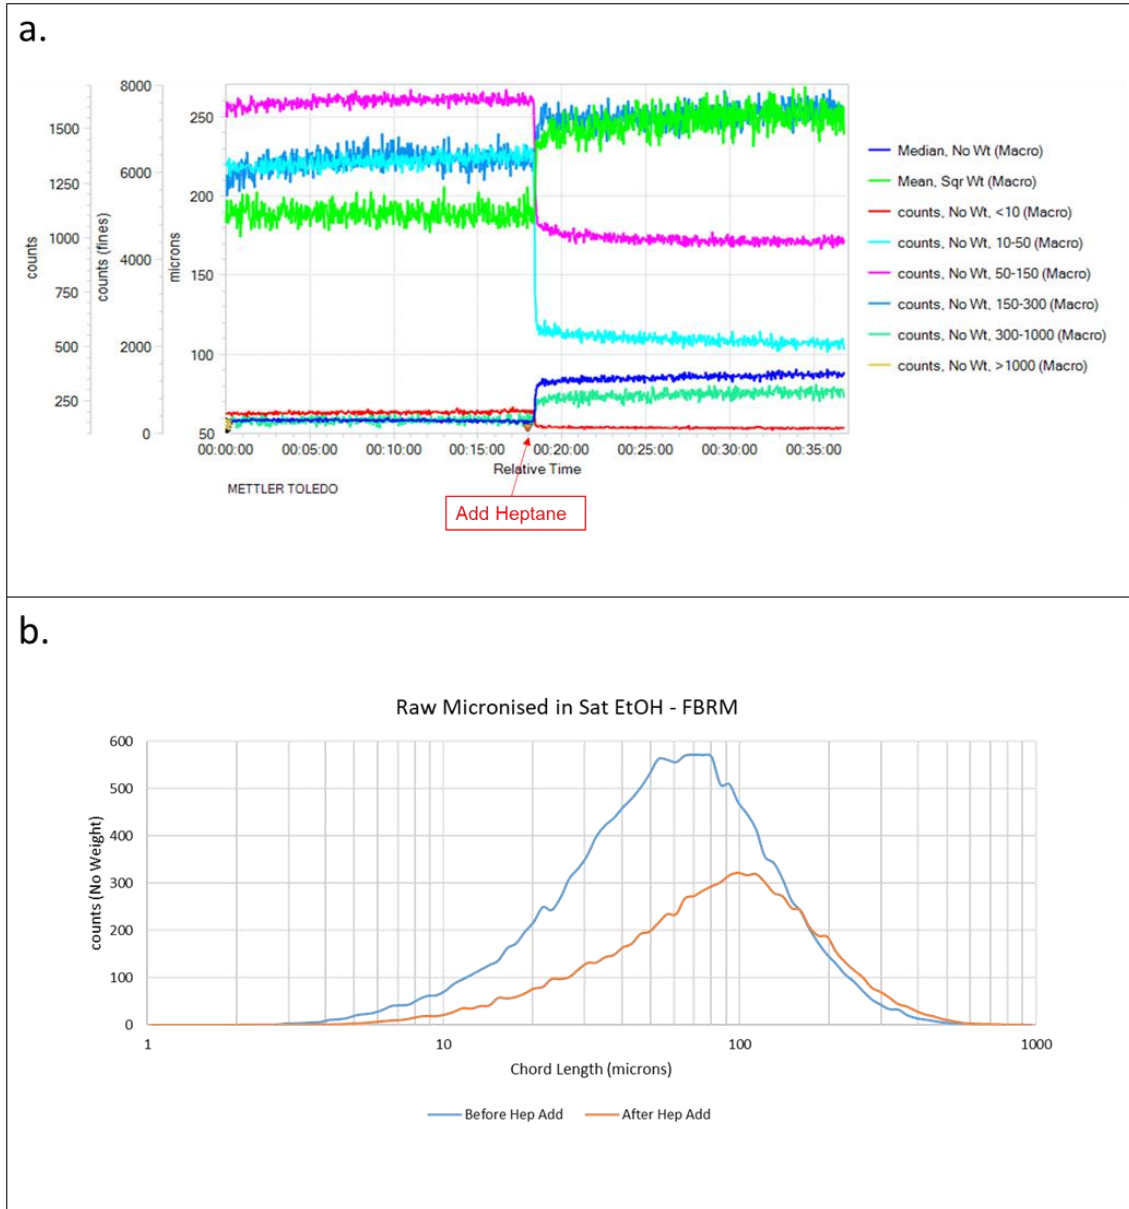 a.
counts
1500
1250
1000
750
500
250
counts (fines)
8000
6000
4000
2000
0
microns
250
200
150
100
50
00:00:00 00:05:00 00:10:00 00:15:00 00:20:00 00:25:00 00:30:00 00:35:00
Relative Time
METTLER TOLEDO
Add Heptane
Median, No Wt (Macro)
Mean, Sqr Wt (Macro)
counts, No Wt, <10 (Macro)
counts, No Wt, 10-50 (Macro)
counts, No Wt, 50-150 (Macro)
counts, No Wt, 150-300 (Macro)
counts, No Wt, 300-1000 (Macro)
counts, No Wt, >1000 (Macro)
b.
Raw Micronised in Sat EtOH - FBRM
counts (No Weight)
600
500
400
300
200
100
0
1 10 100 1000
Chord Length (microns)
Before Hep Add After Hep Add